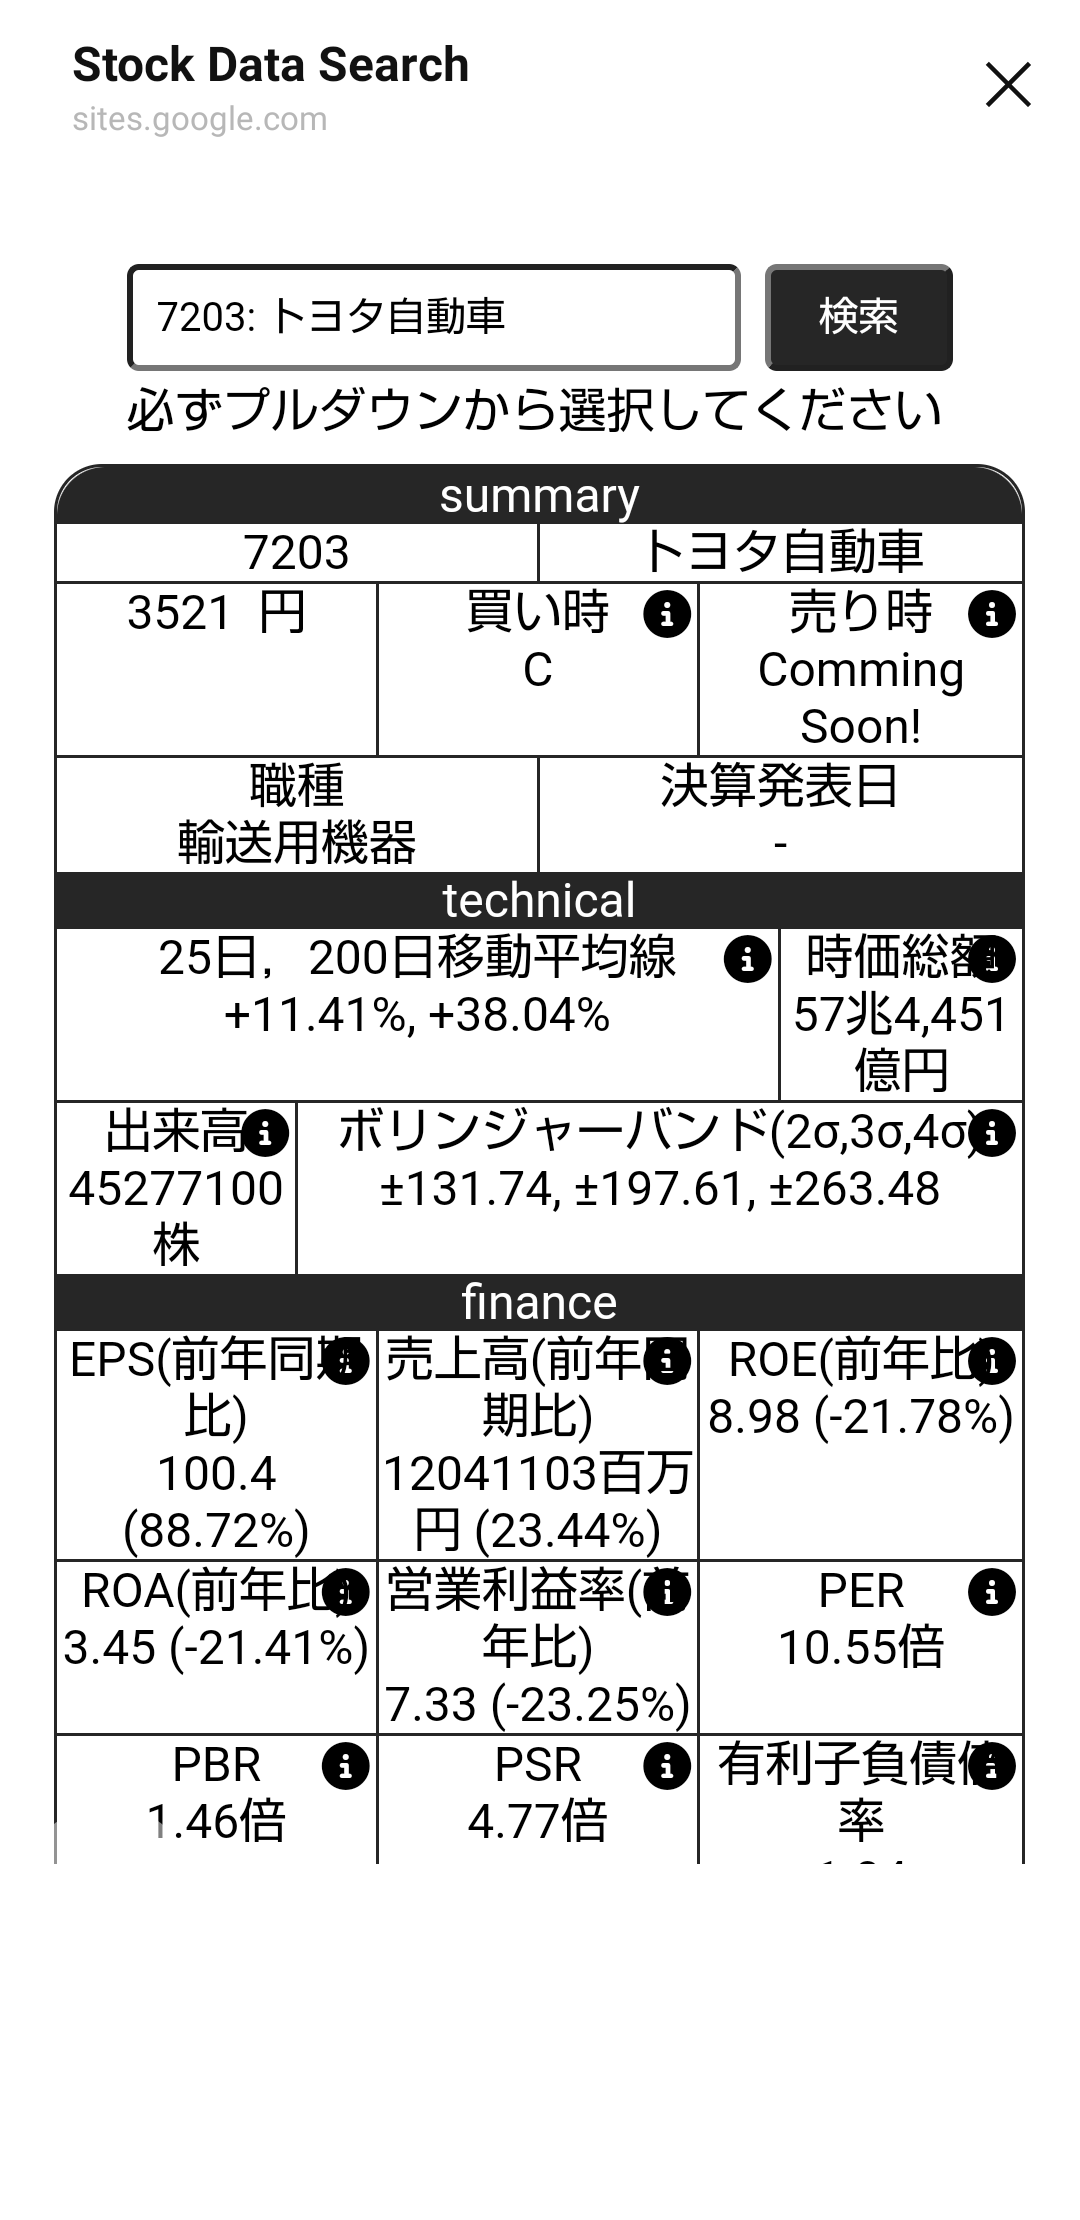 Stock Data Search
sites.google.com
7203: トヨタ自動車
検索
必ずプルダウンから選択してください
summary
7203
トヨタ自動車
3521 円
買い時
C
売り時
Comming
Soon!
職種
輸送用機器
決算発表日
-
technical
25日，200日移動平均線
+11.41%, +38.04%
時価総額
57兆4,451
億円
出来高
45277100
株
ボリンジャーバンド(2σ,3σ,4σ)
±131.74, ±197.61, ±263.48
finance
EPS(前年同期
比)
100.4
(88.72%)
売上高(前年同
期比)
12041103百万
円 (23.44%)
ROE(前年比)
8.98 (-21.78%)
ROA(前年比)
3.45 (-21.41%)
営業利益率(前
年比)
7.33 (-23.25%)
PER
10.55倍
PBR
1.46倍
PSR
4.77倍
有利子負債倍
率